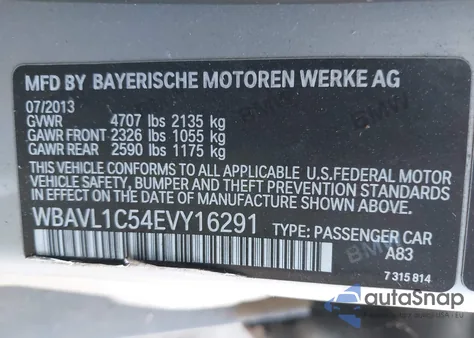 MFD BY BAYERISCHE MOTOREN WERKE AG
07/2013
GVWR 4707 lbs 2135 kg
GAWR FRONT 2326 lbs 1055 kg
GAWR REAR 2590 lbs 1175 kg
THIS VEHICLE CONFORMS TO ALL APPLICABLE U.S. FEDERAL MOTOR
VEHICLE SAFETY, BUMPER AND THEFT PREVENTION STANDARDS
IN EFFECT ON THE DATE OF MANUFACTURE SHOWN ABOVE.
WBAVL1C54EVY16291 TYPE: PASSENGER CAR
A83
7 315 814
autoSnap